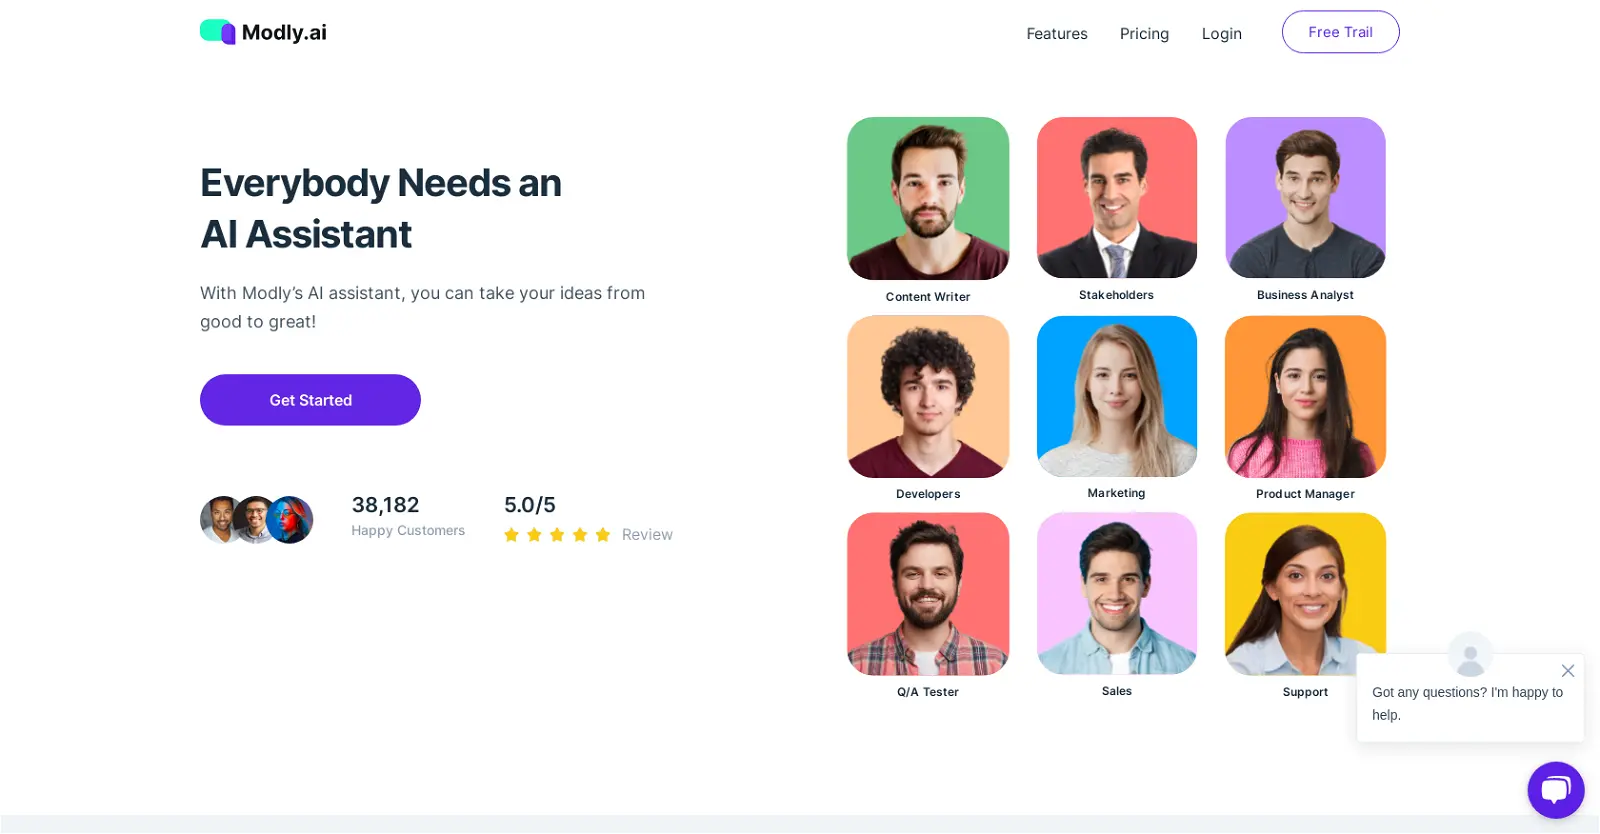 Modly.ai
Features
Pricing
Login
Free Trail
Everybody Needs an
AI Assistant
With Modly’s AI assistant, you can take your ideas from
good to great!
Get Started
38,182
Happy Customers
5.0/5
Review
Content Writer
Stakeholders
Business Analyst
Developers
Marketing
Product Manager
Q/A Tester
Sales
Support
Got any questions? I'm happy to
help.